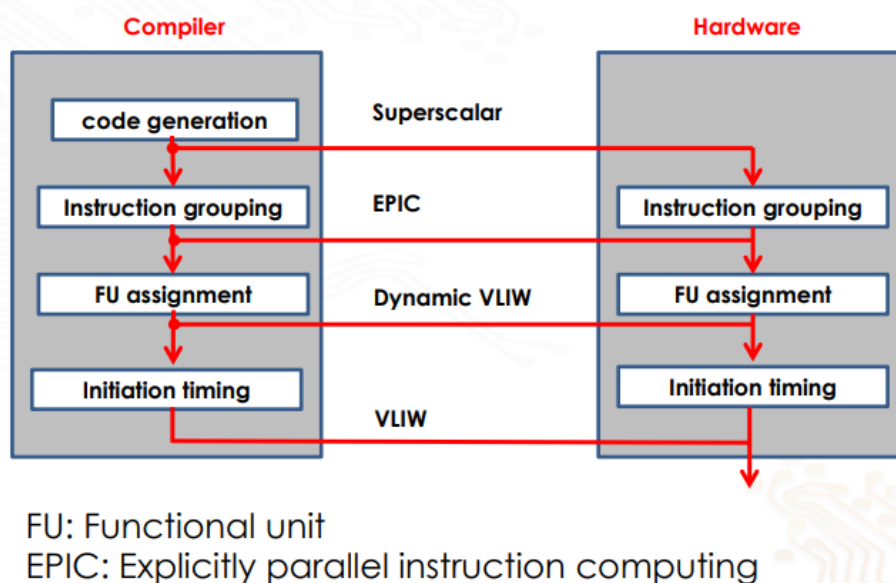 Compiler
Hardware
code generation
Superscalar
Instruction grouping
EPIC
Instruction grouping
FU assignment
Dynamic VLIW
FU assignment
Initiation timing
Initiation timing
VLIW
FU: Functional unit
EPIC: Explicitly parallel instruction computing